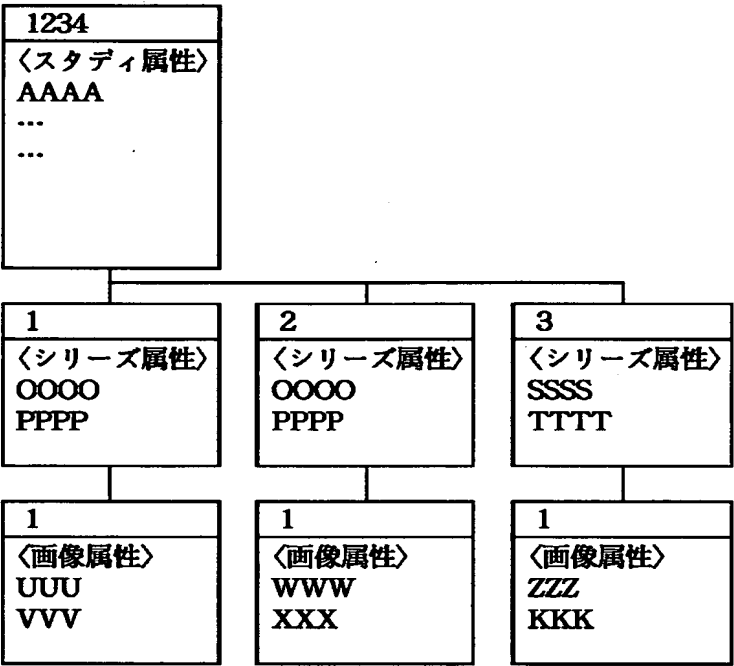 1234
〈スタディ属性〉
AAAA
…
…
1
〈シリーズ属性〉
OOOO
PPPP
2
〈シリーズ属性〉
OOOO
PPPP
3
〈シリーズ属性〉
SSSS
TTTT
1
〈画像属性〉
UUU
VVV
1
〈画像属性〉
WWW
XXX
1
〈画像属性〉
ZZZ
KKK